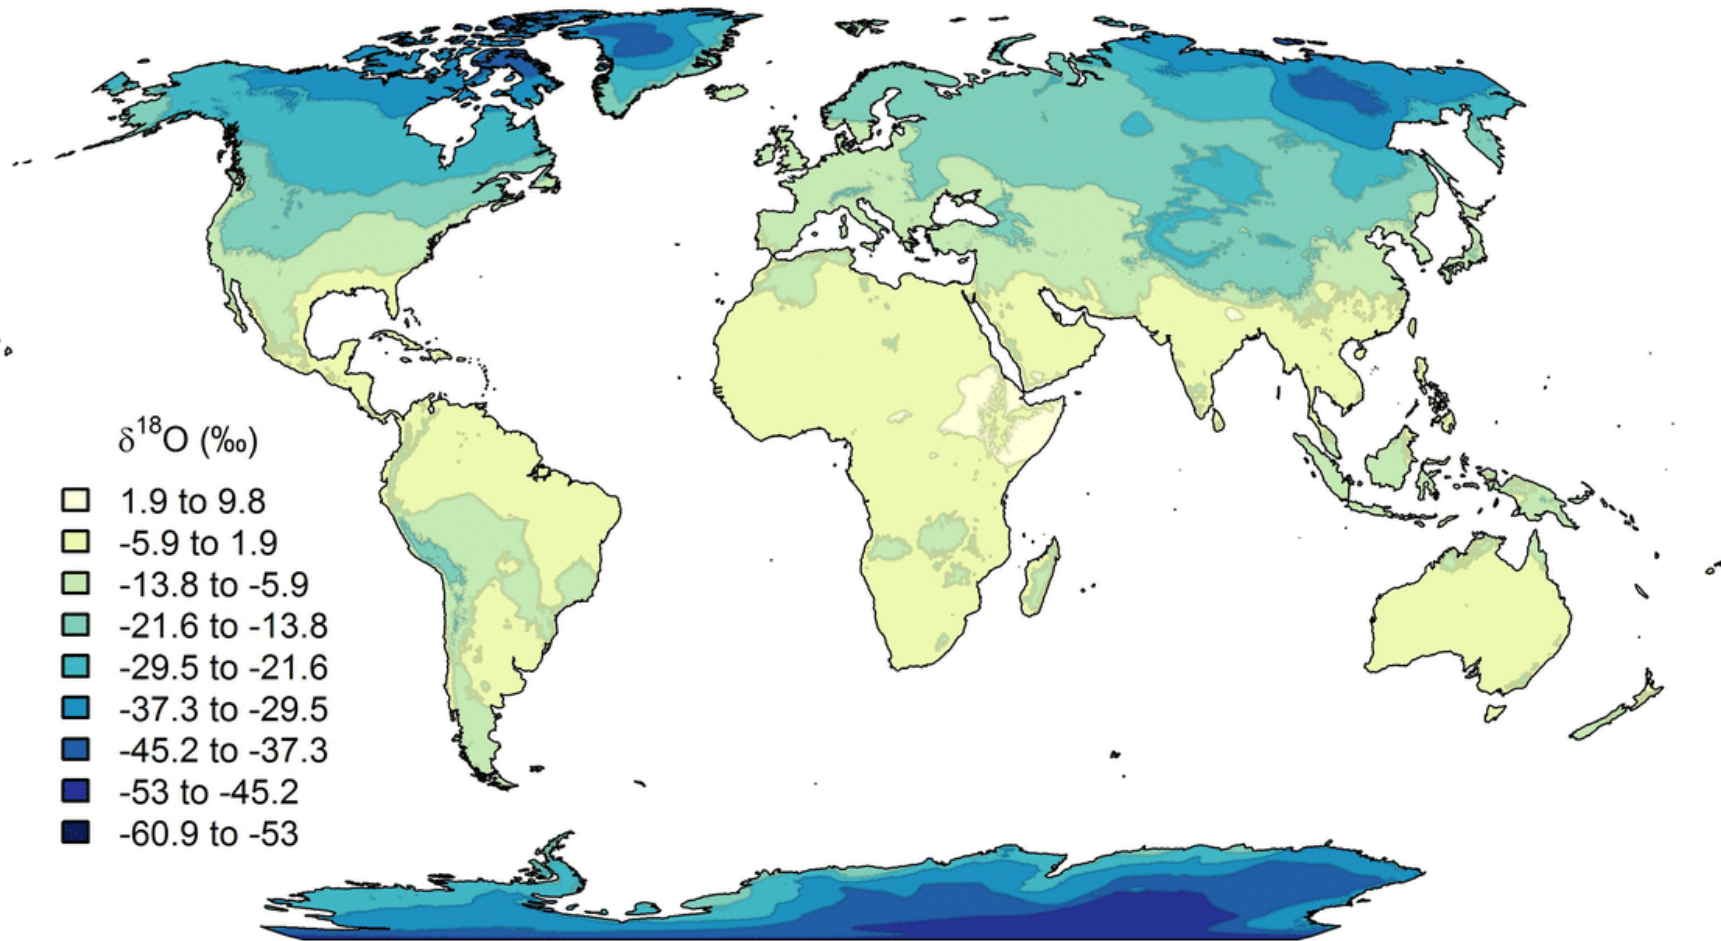 δ¹⁸O (‰)
1.9 to 9.8
-5.9 to 1.9
-13.8 to -5.9
-21.6 to -13.8
-29.5 to -21.6
-37.3 to -29.5
-45.2 to -37.3
-53 to -45.2
-60.9 to -53